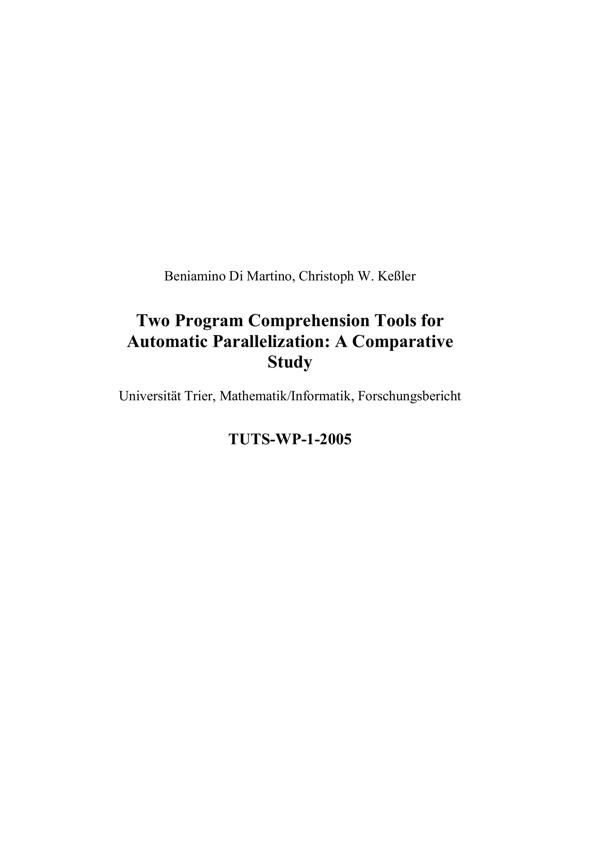 Beniamino Di Martino, Christoph W. Keßler
Two Program Comprehension Tools for
Automatic Parallelization: A Comparative
Study
Universität Trier, Mathematik/Informatik, Forschungsbericht
TUTS-WP-1-2005